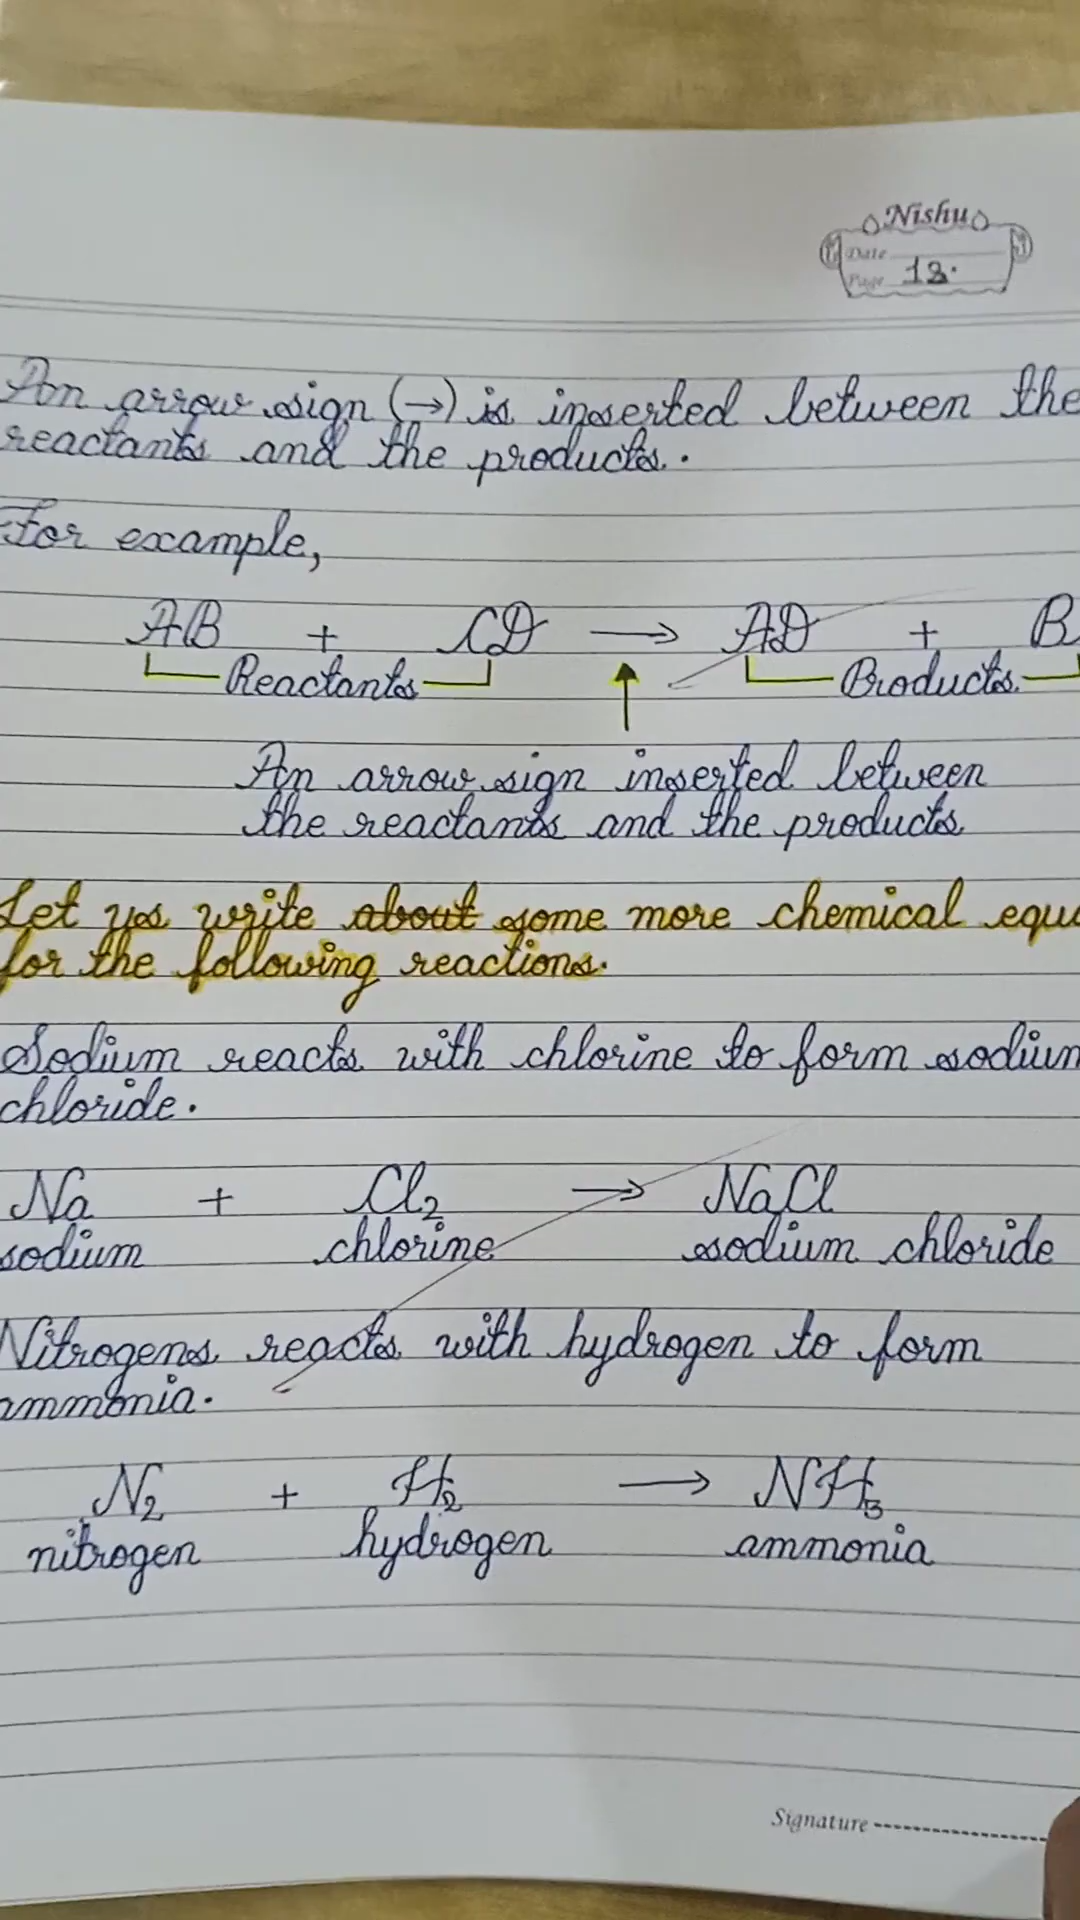 Nishu
Date
Page 18.
An arrow sign (→) is inserted between the
reactants and the products.
For example,
AB + CD → AD + B
Reactants Products
An arrow sign inserted between
the reactants and the products
Let us write about some more chemical equa
for the following reactions.
Sodium reacts with chlorine to form sodium
chloride.
Na + Cl₂ → NaCl
sodium chlorine sodium chloride
Nitrogens reacts with hydrogen to form
ammonia.
N₂ + H₂ → NH₃
nitrogen hydrogen ammonia
Signature